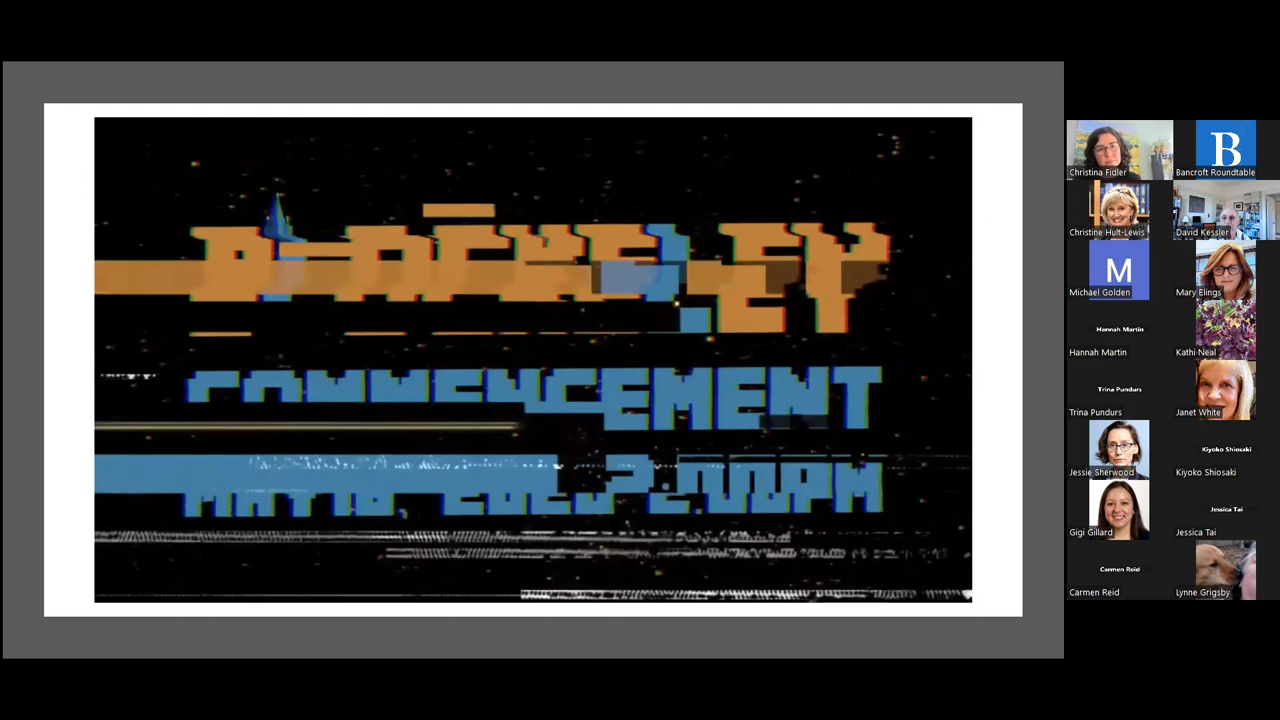 COMMENCEMENT
2:00PM
B
Christina Fidler
Bancroft Roundtable
Christine Hult-Lewis
David Kessler
M
Michael Golden
Mary Elings
Hannah Martin
Hannah Martin
Kathi Neal
Trina Pundurs
Trina Pundurs
Janet White
Jessie Sherwood
Kiyoko Shiosaki
Kiyoko Shiosaki
Gigi Gillard
Jessica Tai
Jessica Tai
Carmen Reid
Carmen Reid
Lynne Grigsby